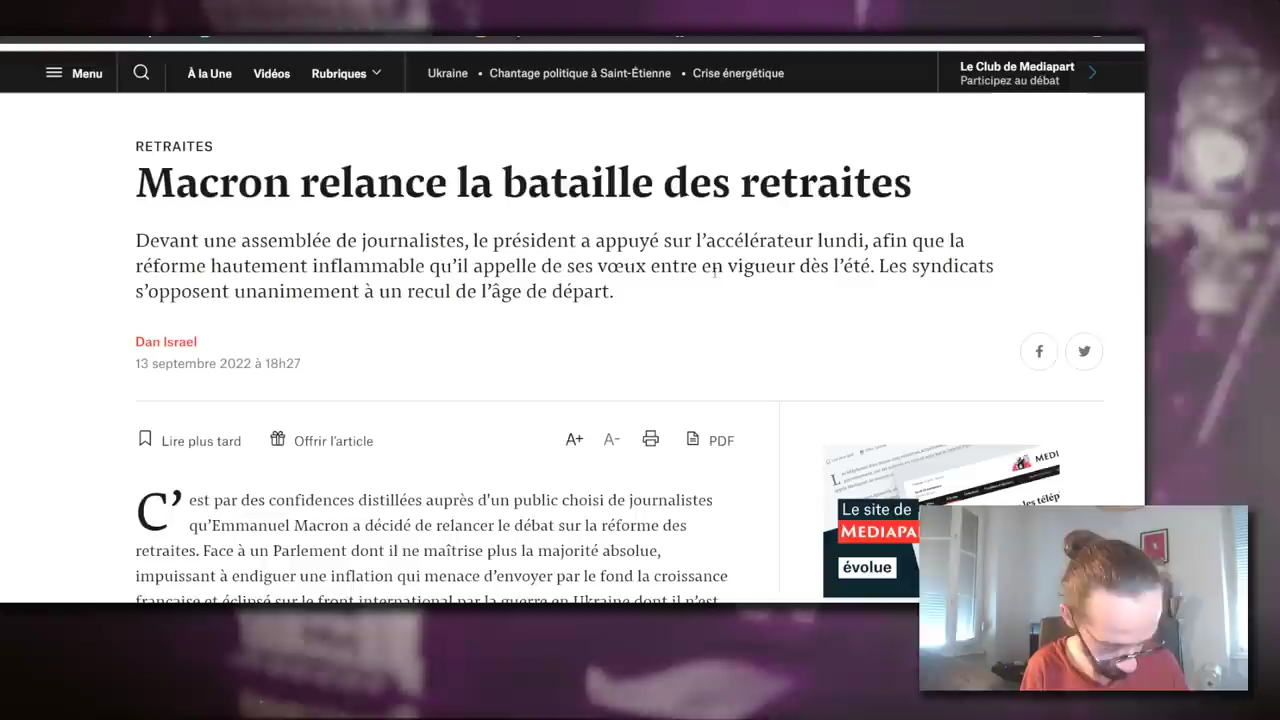 Menu
À la Une
Vidéos
Rubriques
Ukraine • Chantage politique à Saint-Étienne • Crise énergétique
Le Club de Mediapart
Participez au débat
RETRAITES
Macron relance la bataille des retraites
Devant une assemblée de journalistes, le président a appuyé sur l’accélérateur lundi, afin que la
réforme hautement inflammable qu’il appelle de ses vœux entre en vigueur dès l’été. Les syndicats
s’opposent unanimement à un recul de l’âge de départ.
Dan Israel
13 septembre 2022 à 18h27
Lire plus tard
Offrir l’article
A+
A-
PDF
C’est par des confidences distillées auprès d’un public choisi de journalistes
qu’Emmanuel Macron a décidé de relancer le débat sur la réforme des
retraites. Face à un Parlement dont il ne maîtrise plus la majorité absolue,
impuissant à endiguer une inflation qui menace d’envoyer par le fond la croissance
française et éclipsé sur le front international par la guerre en Ukraine dont il n’est
MEDI
Le site de
MEDIAPA
évolue